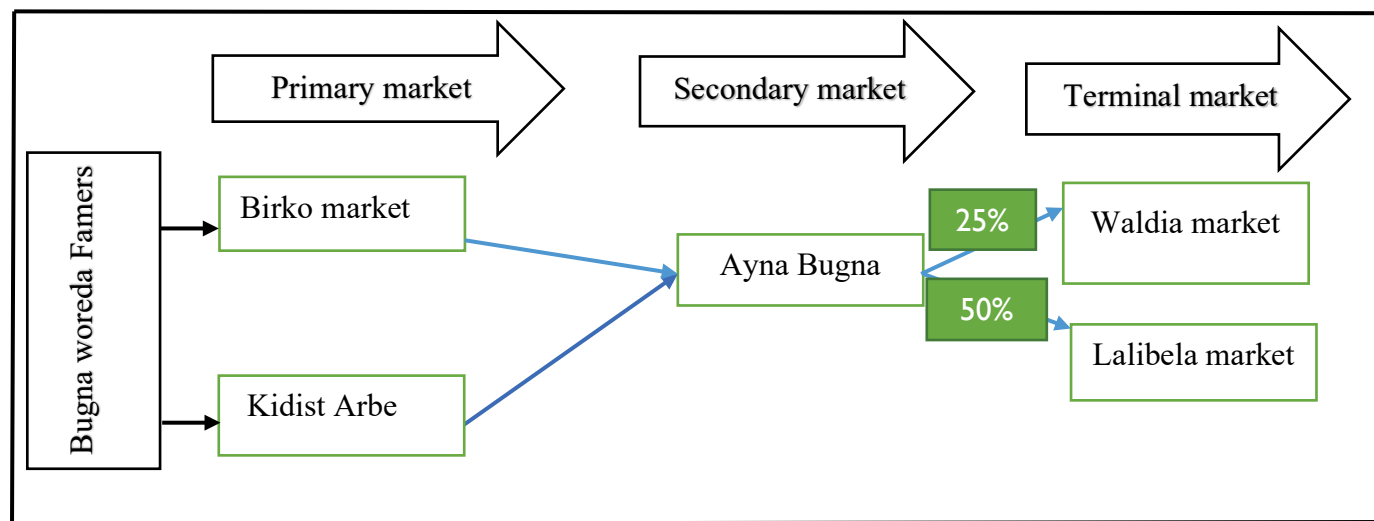 Primary market
Secondary market
Terminal market
Bugna woreda Famers
Birko market
Kidist Arbe
Ayna Bugna
25%
50%
Waldia market
Lalibela market